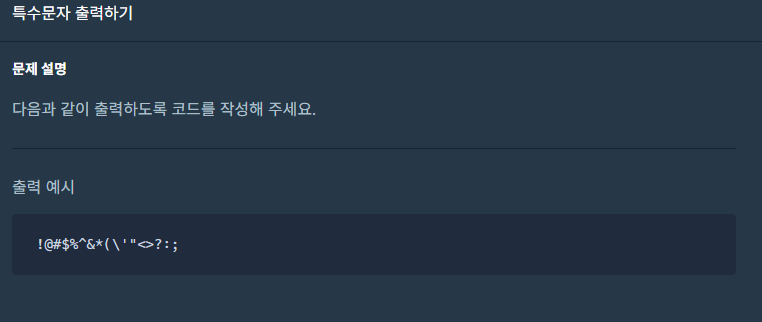 특수문자 출력하기
문제 설명
다음과 같이 출력하도록 코드를 작성해 주세요.
출력 예시
!@#$%^&*(\'"<>?:;